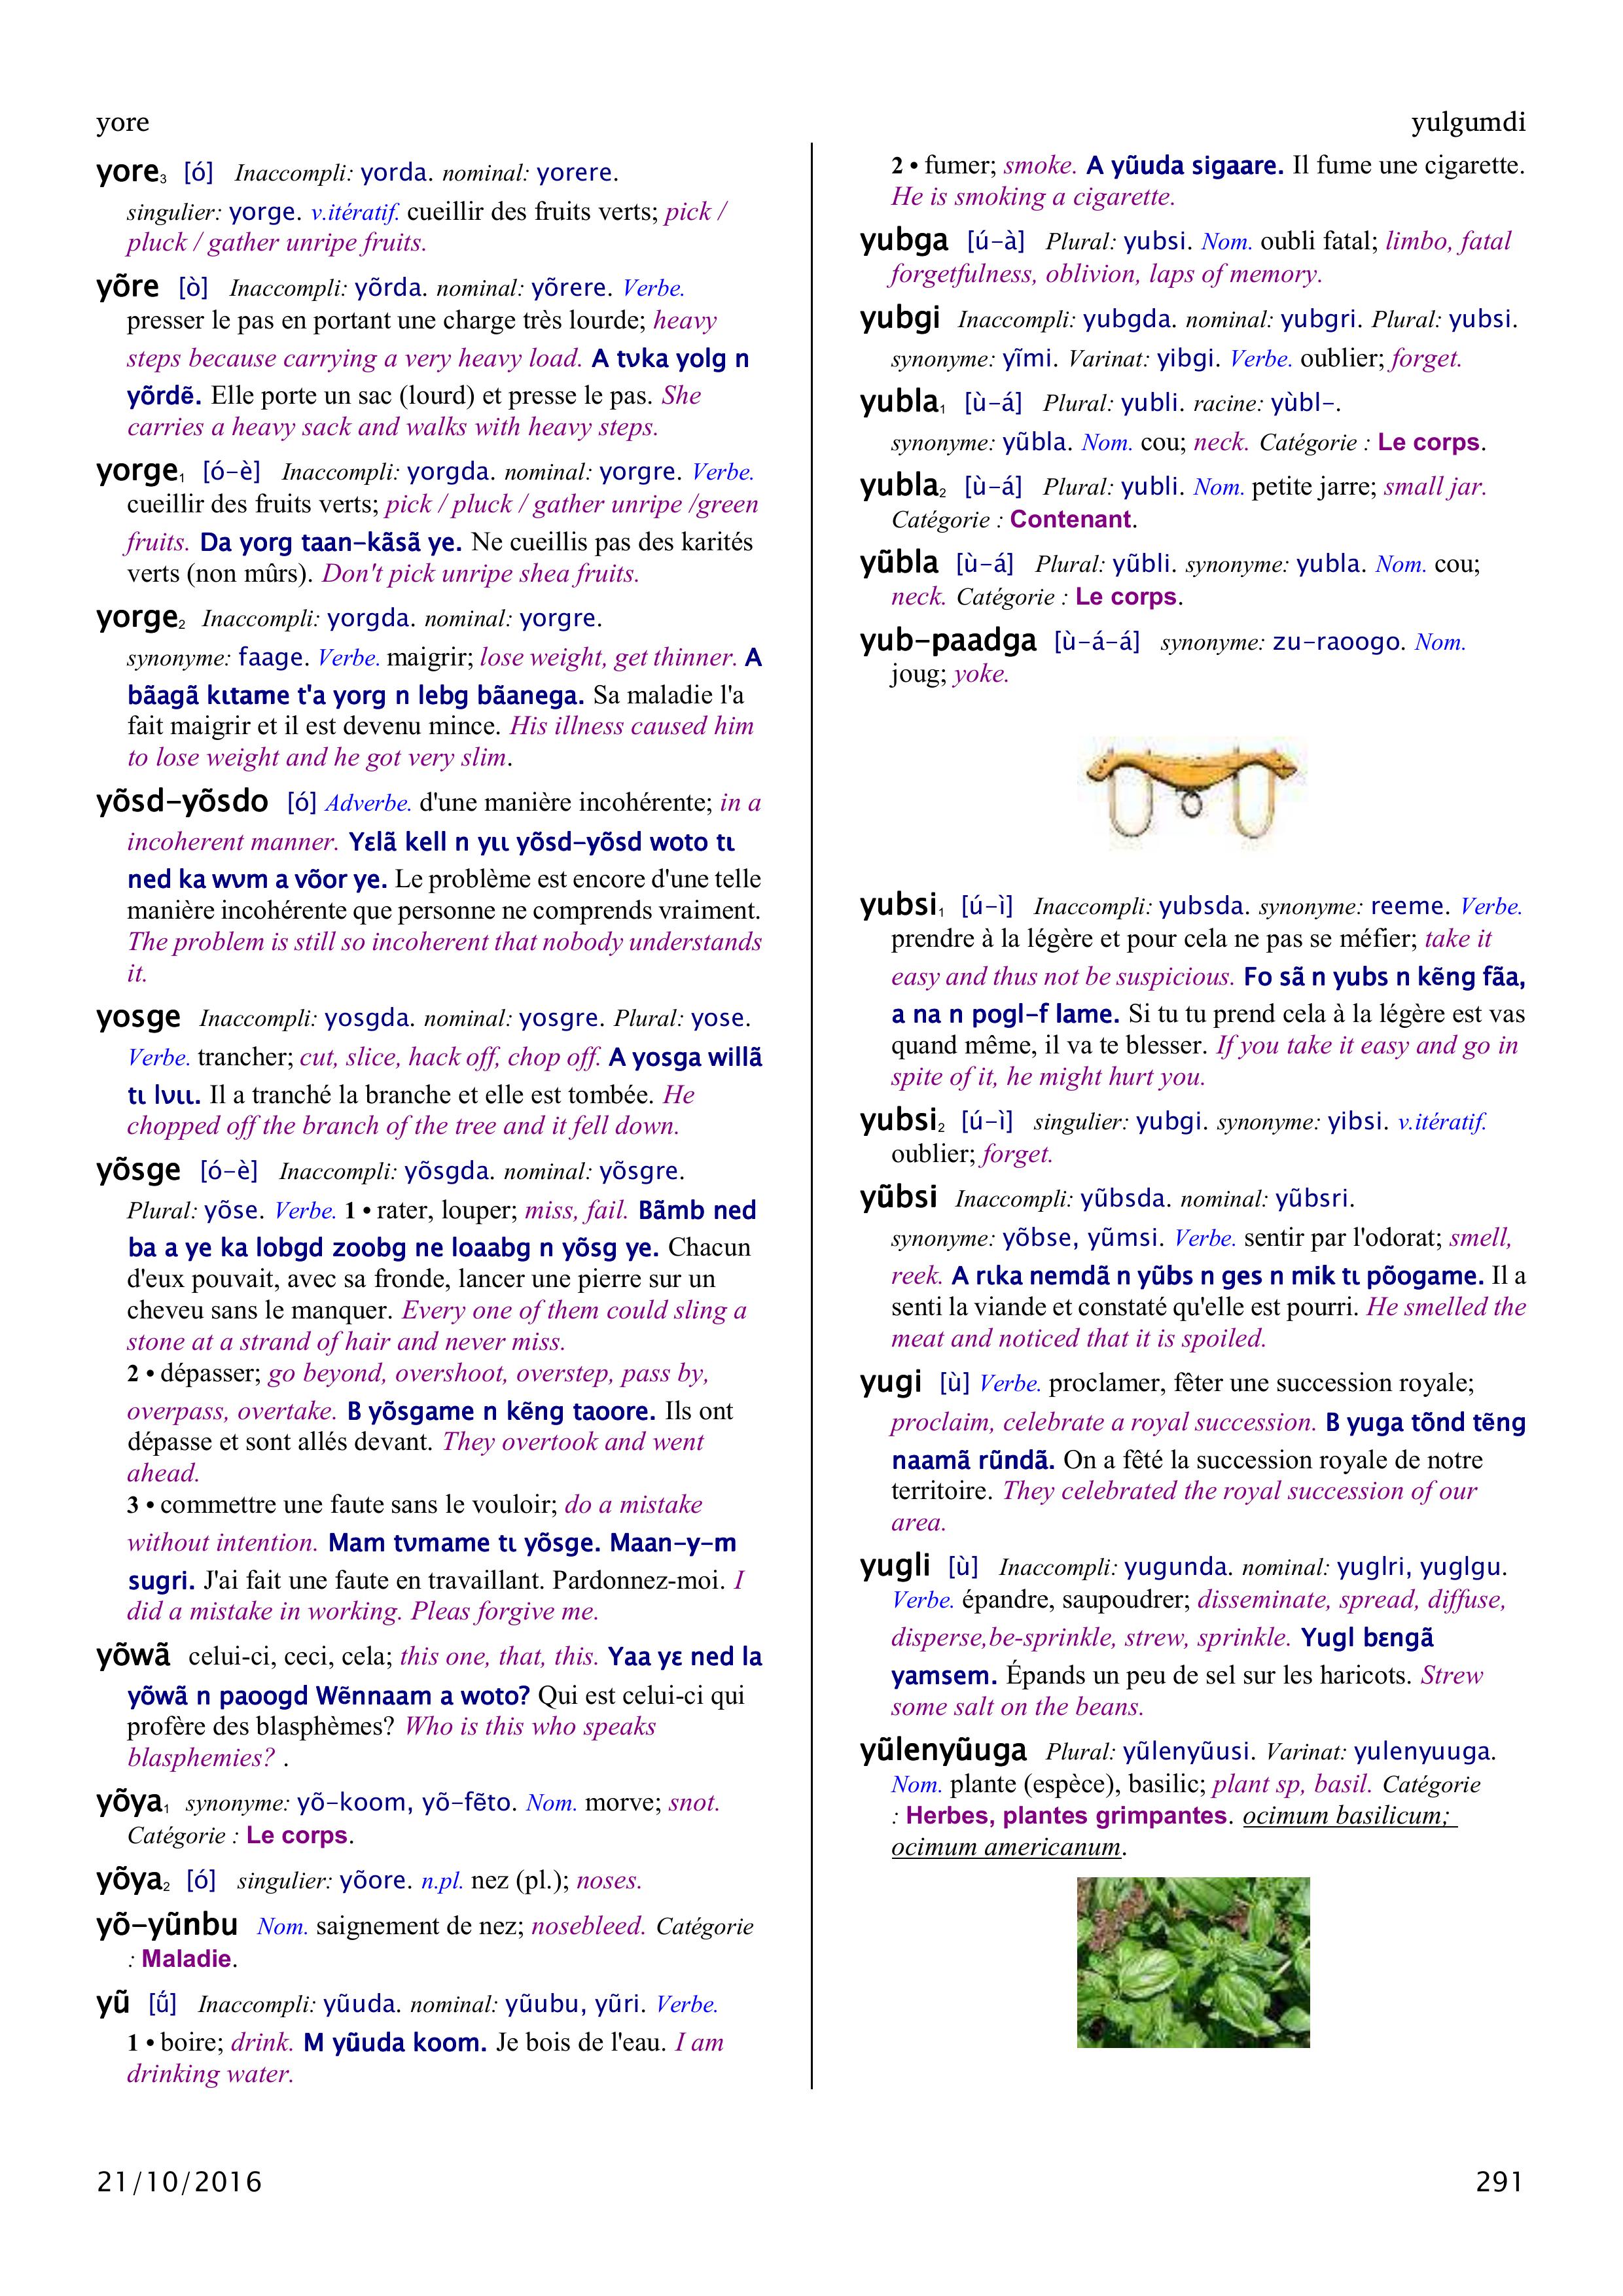 yore
yulgumdi
yore₃ [ó] Inaccompli: yorda. nominal: yorere.
singulier: yorge. v.itératif. cueillir des fruits verts; pick /
pluck / gather unripe fruits.
yõre [ò] Inaccompli: yõrda. nominal: yõrere. Verbe.
presser le pas en portant une charge très lourde; heavy
steps because carrying a very heavy load. A tʋka yolg n
yõrdẽ. Elle porte un sac (lourd) et presse le pas. She
carries a heavy sack and walks with heavy steps.
yorge₁ [ó-è] Inaccompli: yorgda. nominal: yorgre. Verbe.
cueillir des fruits verts; pick / pluck / gather unripe /green
fruits. Da yorg taan-kãsã ye. Ne cueillis pas des karités
verts (non mûrs). Don't pick unripe shea fruits.
yorge₂ Inaccompli: yorgda. nominal: yorgre.
synonyme: faage. Verbe. maigrir; lose weight, get thinner. A
bãagã kɩtame t'a yorg n lebg bãanega. Sa maladie l'a
fait maigrir et il est devenu mince. His illness caused him
to lose weight and he got very slim.
yõsd-yõsdo [ó] Adverbe. d'une manière incohérente; in a
incoherent manner. Yɛlã kell n yɩɩ yõsd-yõsd woto tɩ
ned ka wʋm a võor ye. Le problème est encore d'une telle
manière incohérente que personne ne comprends vraiment.
The problem is still so incoherent that nobody understands
it.
yosge Inaccompli: yosgda. nominal: yosgre. Plural: yose.
Verbe. trancher; cut, slice, hack off, chop off. A yosga willã
tɩ lʋɩɩ. Il a tranché la branche et elle est tombée. He
chopped off the branch of the tree and it fell down.
yõsge [ó-è] Inaccompli: yõsgda. nominal: yõsgre.
Plural: yõse. Verbe. 1 • rater, louper; miss, fail. Bãmb ned
ba a ye ka lobgd zoobg ne loaabg n yõsg ye. Chacun
d'eux pouvait, avec sa fronde, lancer une pierre sur un
cheveu sans le manquer. Every one of them could sling a
stone at a strand of hair and never miss.
2 • dépasser; go beyond, overshoot, overstep, pass by,
overpass, overtake. B yõsgame n kẽng taoore. Ils ont
dépasse et sont allés devant. They overtook and went
ahead.
3 • commettre une faute sans le vouloir; do a mistake
without intention. Mam tʋmame tɩ yõsge. Maan-y-m
sugri. J'ai fait une faute en travaillant. Pardonnez-moi. I
did a mistake in working. Pleas forgive me.
yõwã celui-ci, ceci, cela; this one, that, this. Yaa yɛ ned la
yõwã n paoogd Wẽnnaam a woto? Qui est celui-ci qui
profère des blasphèmes? Who is this who speaks
blasphemies? .
yõya₁ synonyme: yõ-koom, yõ-fẽto. Nom. morve; snot.
Catégorie : Le corps.
yõya₂ [ó] singulier: yõore. n.pl. nez (pl.); noses.
yõ-yũnbu Nom. saignement de nez; nosebleed. Catégorie
: Maladie.
yũ [ṹ] Inaccompli: yũuda. nominal: yũubu, yũri. Verbe.
1 • boire; drink. M yũuda koom. Je bois de l'eau. I am
drinking water.
2 • fumer; smoke. A yũuda sigaare. Il fume une cigarette.
He is smoking a cigarette.
yubga [ú-à] Plural: yubsi. Nom. oubli fatal; limbo, fatal
forgetfulness, oblivion, laps of memory.
yubgi Inaccompli: yubgda. nominal: yubgri. Plural: yubsi.
synonyme: yĩmi. Varinat: yibgi. Verbe. oublier; forget.
yubla₁ [ù-á] Plural: yubli. racine: yùbl-.
synonyme: yũbla. Nom. cou; neck. Catégorie : Le corps.
yubla₂ [ù-á] Plural: yubli. Nom. petite jarre; small jar.
Catégorie : Contenant.
yũbla [ù-á] Plural: yũbli. synonyme: yubla. Nom. cou;
neck. Catégorie : Le corps.
yub-paadga [ù-á-á] synonyme: zu-raoogo. Nom.
joug; yoke.
yubsi₁ [ú-ì] Inaccompli: yubsda. synonyme: reeme. Verbe.
prendre à la légère et pour cela ne pas se méfier; take it
easy and thus not be suspicious. Fo sã n yubs n kẽng fãa,
a na n pogl-f lame. Si tu tu prend cela à la légère est vas
quand même, il va te blesser. If you take it easy and go in
spite of it, he might hurt you.
yubsi₂ [ú-ì] singulier: yubgi. synonyme: yibsi. v.itératif.
oublier; forget.
yũbsi Inaccompli: yũbsda. nominal: yũbsri.
synonyme: yõbse, yũmsi. Verbe. sentir par l'odorat; smell,
reek. A rɩka nemdã n yũbs n ges n mik tɩ põogame. Il a
senti la viande et constaté qu'elle est pourri. He smelled the
meat and noticed that it is spoiled.
yugi [ù] Verbe. proclamer, fêter une succession royale;
proclaim, celebrate a royal succession. B yuga tõnd tẽng
naamã rũndã. On a fêté la succession royale de notre
territoire. They celebrated the royal succession of our
area.
yugli [ù] Inaccompli: yugunda. nominal: yuglri, yuglgu.
Verbe. épandre, saupoudrer; disseminate, spread, diffuse,
disperse,be-sprinkle, strew, sprinkle. Yugl bɛngã
yamsem. Épands un peu de sel sur les haricots. Strew
some salt on the beans.
yũlenyũuga Plural: yũlenyũusi. Varinat: yulenyuuga.
Nom. plante (espèce), basilic; plant sp, basil. Catégorie
: Herbes, plantes grimpantes. ocimum basilicum;
ocimum americanum.
21/10/2016
291